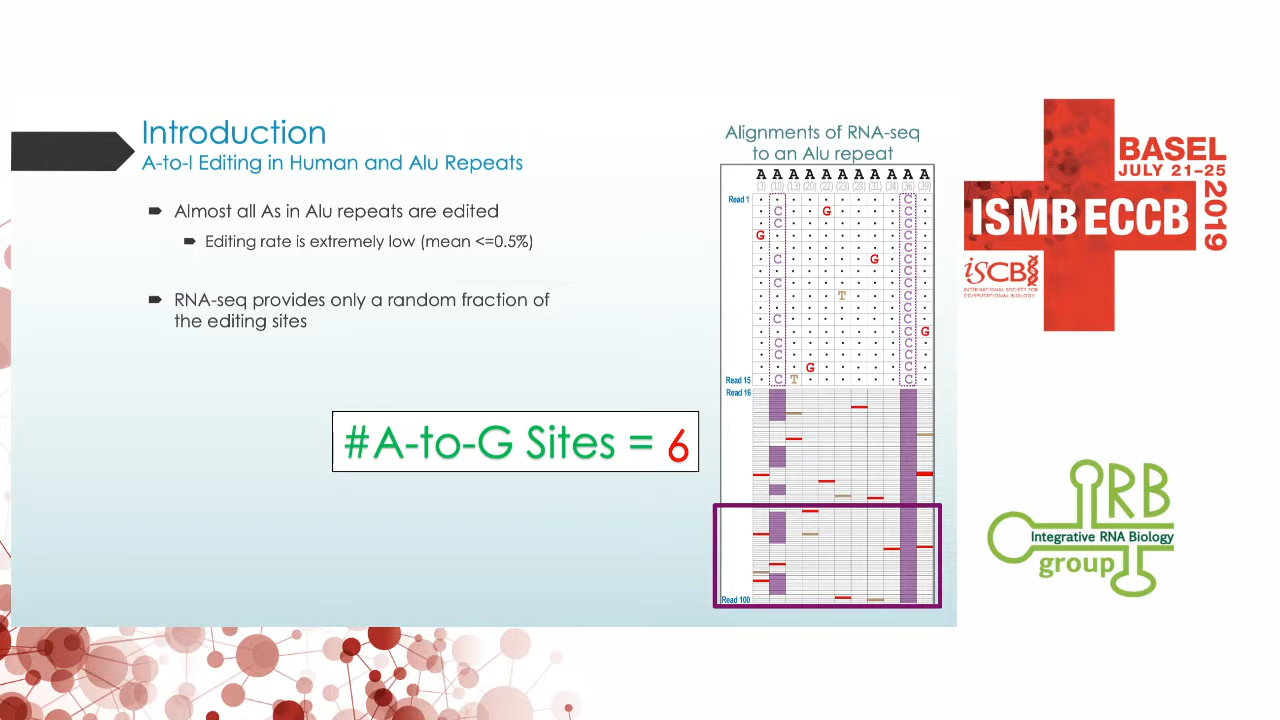 Introduction
A-to-I Editing in Human and Alu Repeats
Almost all As in Alu repeats are edited
Editing rate is extremely low (mean <=0.5%)
RNA-seq provides only a random fraction of
the editing sites
#A-to-G Sites = 6
Alignments of RNA-seq
to an Alu repeat
A A A A A A A A A A A
(3) (10) (13) (20) (22) (23) (28) (31) (34) (36) (39)
Read 1 C
C G C
C C
G C
C
C G C
C
C C
T C
C
C C
C G
C C
C C
G C
Read 15 C T C
Read 16
Read 100
BASEL
JULY 21–25
2019
ISMB ECCB
iSCB
INTERNATIONAL SOCIETY FOR
COMPUTATIONAL BIOLOGY
IRB
Integrative RNA Biology
group